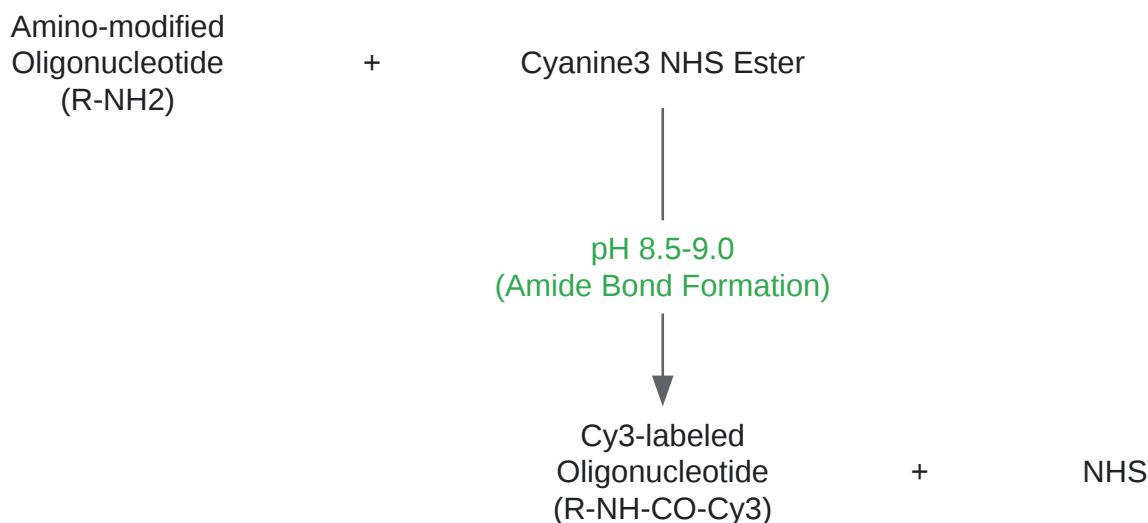 Amino-modified
Oligonucleotide
(R-NH2)
+
Cyanine3 NHS Ester
pH 8.5-9.0
(Amide Bond Formation)
Cy3-labeled
Oligonucleotide
(R-NH-CO-Cy3)
+
NHS